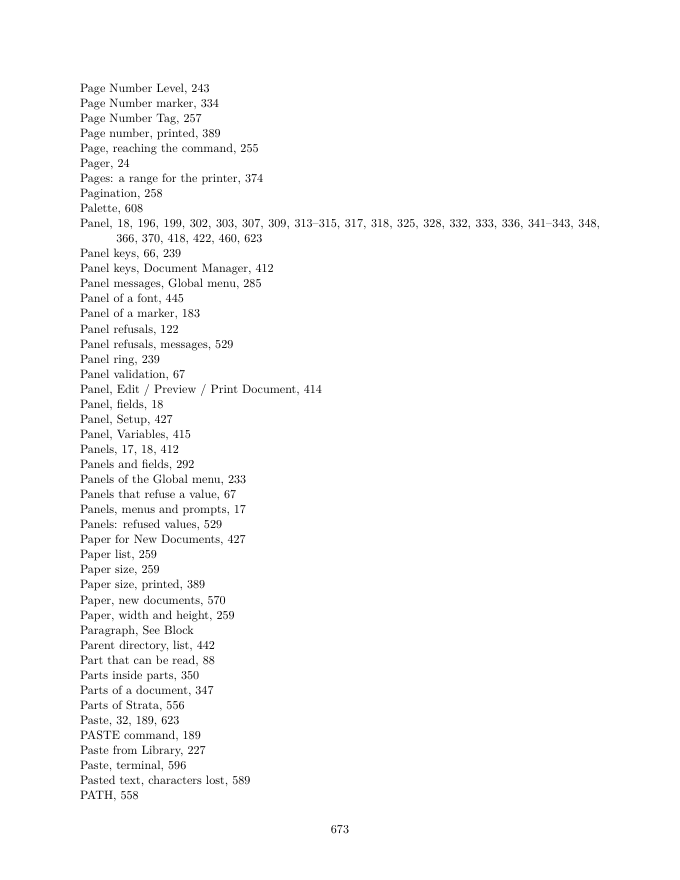 Page Number Level, 243
Page Number marker, 334
Page Number Tag, 257
Page number, printed, 389
Page, reaching the command, 255
Pager, 24
Pages: a range for the printer, 374
Pagination, 258
Palette, 608
Panel, 18, 196, 199, 302, 303, 307, 309, 313–315, 317, 318, 325, 328, 332, 333, 336, 341–343, 348,
366, 370, 418, 422, 460, 623
Panel keys, 66, 239
Panel keys, Document Manager, 412
Panel messages, Global menu, 285
Panel of a font, 445
Panel of a marker, 183
Panel refusals, 122
Panel refusals, messages, 529
Panel ring, 239
Panel validation, 67
Panel, Edit / Preview / Print Document, 414
Panel, fields, 18
Panel, Setup, 427
Panel, Variables, 415
Panels, 17, 18, 412
Panels and fields, 292
Panels of the Global menu, 233
Panels that refuse a value, 67
Panels, menus and prompts, 17
Panels: refused values, 529
Paper for New Documents, 427
Paper list, 259
Paper size, 259
Paper size, printed, 389
Paper, new documents, 570
Paper, width and height, 259
Paragraph, See Block
Parent directory, list, 442
Part that can be read, 88
Parts inside parts, 350
Parts of a document, 347
Parts of Strata, 556
Paste, 32, 189, 623
PASTE command, 189
Paste from Library, 227
Paste, terminal, 596
Pasted text, characters lost, 589
PATH, 558
673